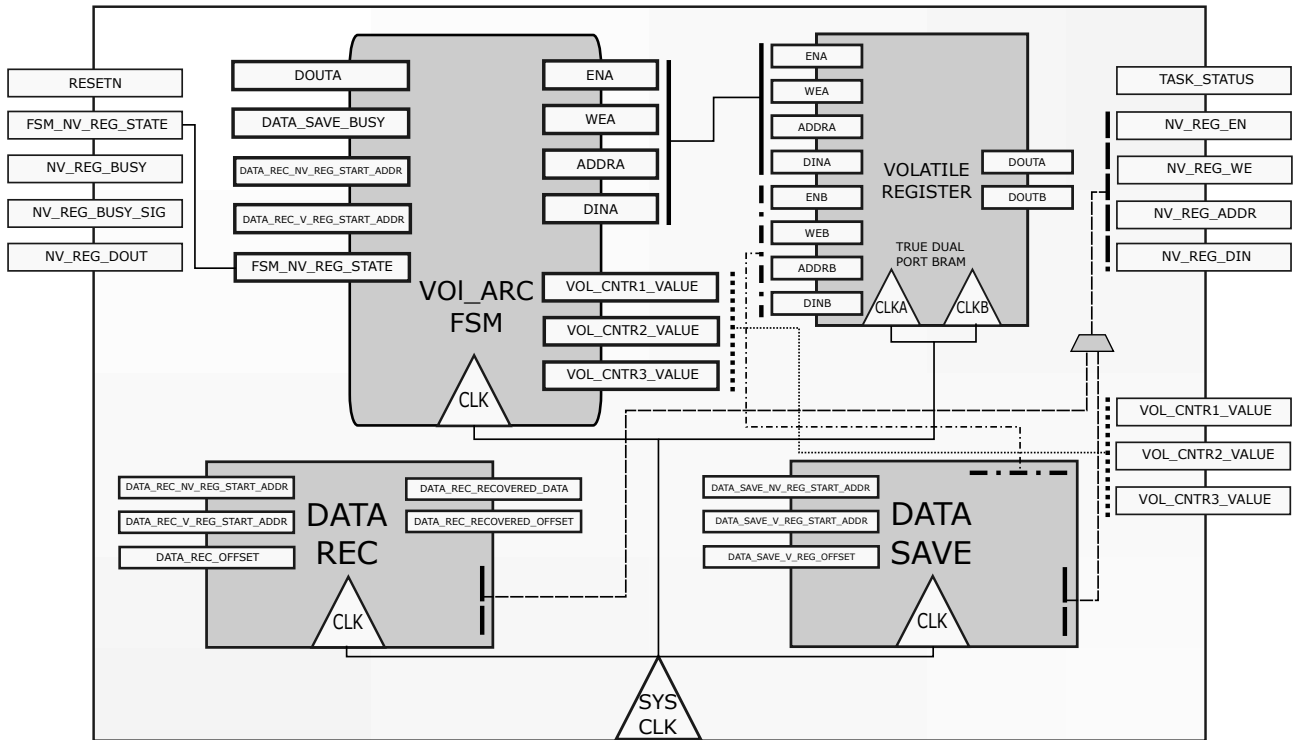 RESETN
FSM_NV_REG_STATE
NV_REG_BUSY
NV_REG_BUSY_SIG
NV_REG_DOUT
DOUTA
DATA_SAVE_BUSY
DATA_REC_NV_REG_START_ADDR
DATA_REC_V_REG_START_ADDR
FSM_NV_REG_STATE
VOl_ARC
FSM
CLK
ENA
WEA
ADDRA
DINA
VOL_CNTR1_VALUE
VOL_CNTR2_VALUE
VOL_CNTR3_VALUE
ENA
WEA
ADDRA
DINA
ENB
WEB
ADDRB
DINB
VOLATILE
REGISTER
TRUE DUAL
PORT BRAM
CLKA
CLKB
DOUTA
DOUTB
TASK_STATUS
NV_REG_EN
NV_REG_WE
NV_REG_ADDR
NV_REG_DIN
VOL_CNTR1_VALUE
VOL_CNTR2_VALUE
VOL_CNTR3_VALUE
DATA_REC_NV_REG_START_ADDR
DATA_REC_V_REG_START_ADDR
DATA_REC_OFFSET
DATA
REC
CLK
DATA_REC_RECOVERED_DATA
DATA_REC_RECOVERED_OFFSET
DATA_SAVE_NV_REG_START_ADDR
DATA_SAVE_V_REG_START_ADDR
DATA_SAVE_V_REG_OFFSET
DATA
SAVE
CLK
SYS
CLK